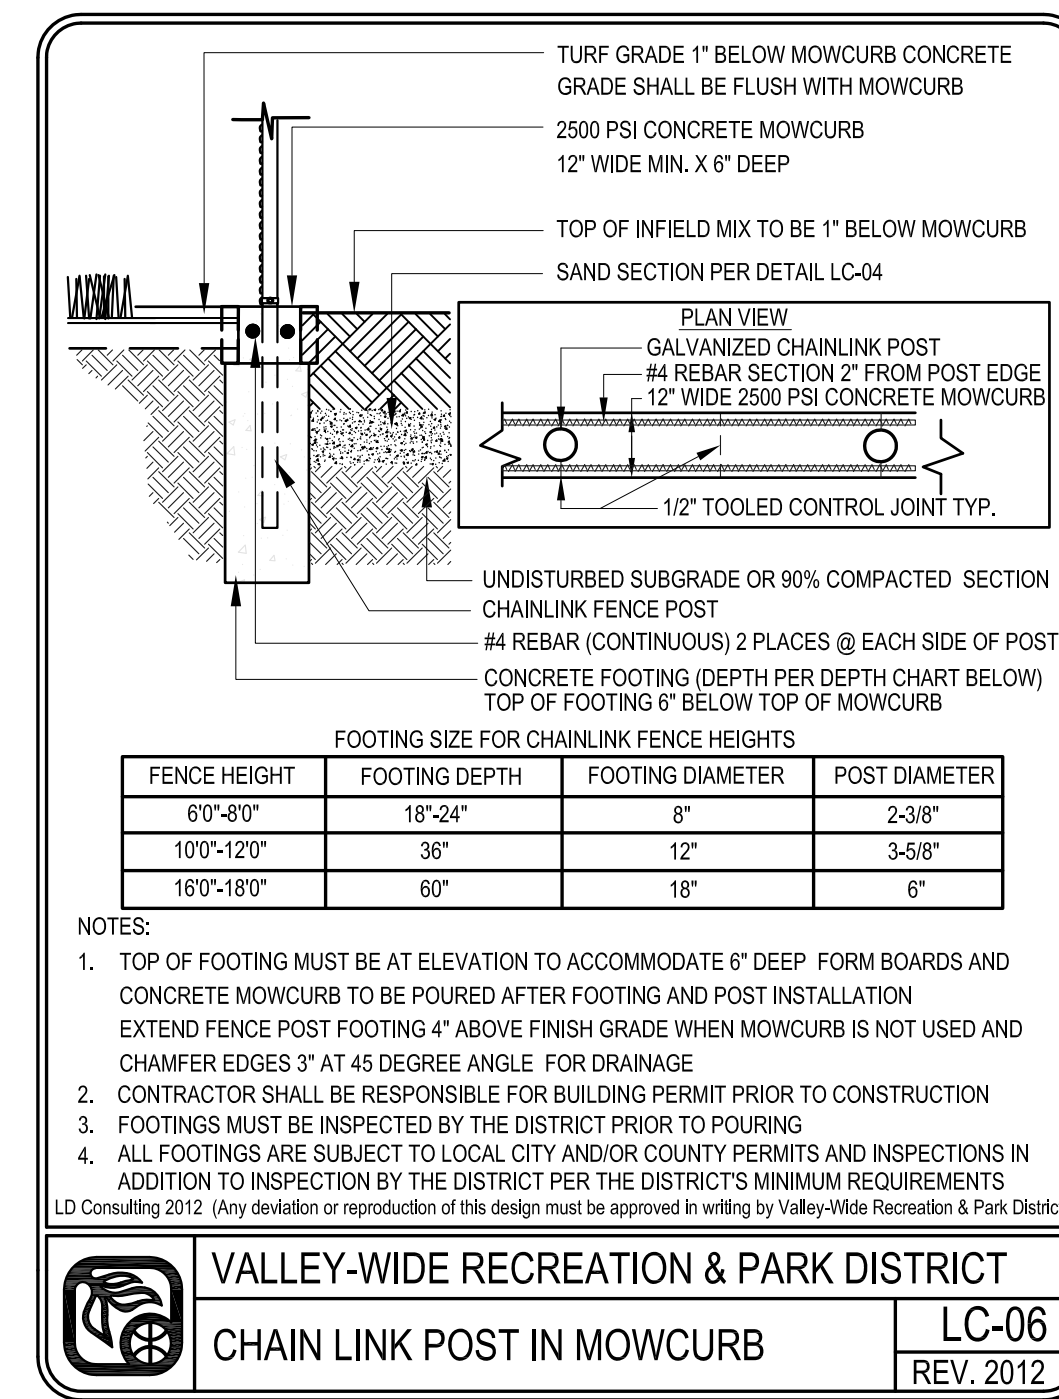 TURF GRADE 1" BELOW MOWCURB CONCRETE
GRADE SHALL BE FLUSH WITH MOWCURB
2500 PSI CONCRETE MOWCURB
12" WIDE MIN. X 6" DEEP
TOP OF INFIELD MIX TO BE 1" BELOW MOWCURB
SAND SECTION PER DETAIL LC-04
PLAN VIEW
GALVANIZED CHAINLINK POST
#4 REBAR SECTION 2" FROM POST EDGE
12" WIDE 2500 PSI CONCRETE MOWCURB
1/2" TOOLED CONTROL JOINT TYP.
UNDISTURBED SUBGRADE OR 90% COMPACTED SECTION
CHAINLINK FENCE POST
#4 REBAR (CONTINUOUS) 2 PLACES @ EACH SIDE OF POST
CONCRETE FOOTING (DEPTH PER DEPTH CHART BELOW)
TOP OF FOOTING 6" BELOW TOP OF MOWCURB
FOOTING SIZE FOR CHAINLINK FENCE HEIGHTS
FENCE HEIGHT FOOTING DEPTH FOOTING DIAMETER POST DIAMETER
6'0"-8'0" 18"-24" 8" 2-3/8"
10'0"-12'0" 36" 12" 3-5/8"
16'0"-18'0" 60" 18" 6"
NOTES:
1. TOP OF FOOTING MUST BE AT ELEVATION TO ACCOMMODATE 6" DEEP FORM BOARDS AND
CONCRETE MOWCURB TO BE POURED AFTER FOOTING AND POST INSTALLATION
EXTEND FENCE POST FOOTING 4" ABOVE FINISH GRADE WHEN MOWCURB IS NOT USED AND
CHAMFER EDGES 3" AT 45 DEGREE ANGLE FOR DRAINAGE
2. CONTRACTOR SHALL BE RESPONSIBLE FOR BUILDING PERMIT PRIOR TO CONSTRUCTION
3. FOOTINGS MUST BE INSPECTED BY THE DISTRICT PRIOR TO POURING
4. ALL FOOTINGS ARE SUBJECT TO LOCAL CITY AND/OR COUNTY PERMITS AND INSPECTIONS IN
ADDITION TO INSPECTION BY THE DISTRICT PER THE DISTRICT'S MINIMUM REQUIREMENTS
LD Consulting 2012 (Any deviation or reproduction of this design must be approved in writing by Valley-Wide Recreation & Park Distric
VALLEY-WIDE RECREATION & PARK DISTRICT
CHAIN LINK POST IN MOWCURB
LC-06
REV. 2012